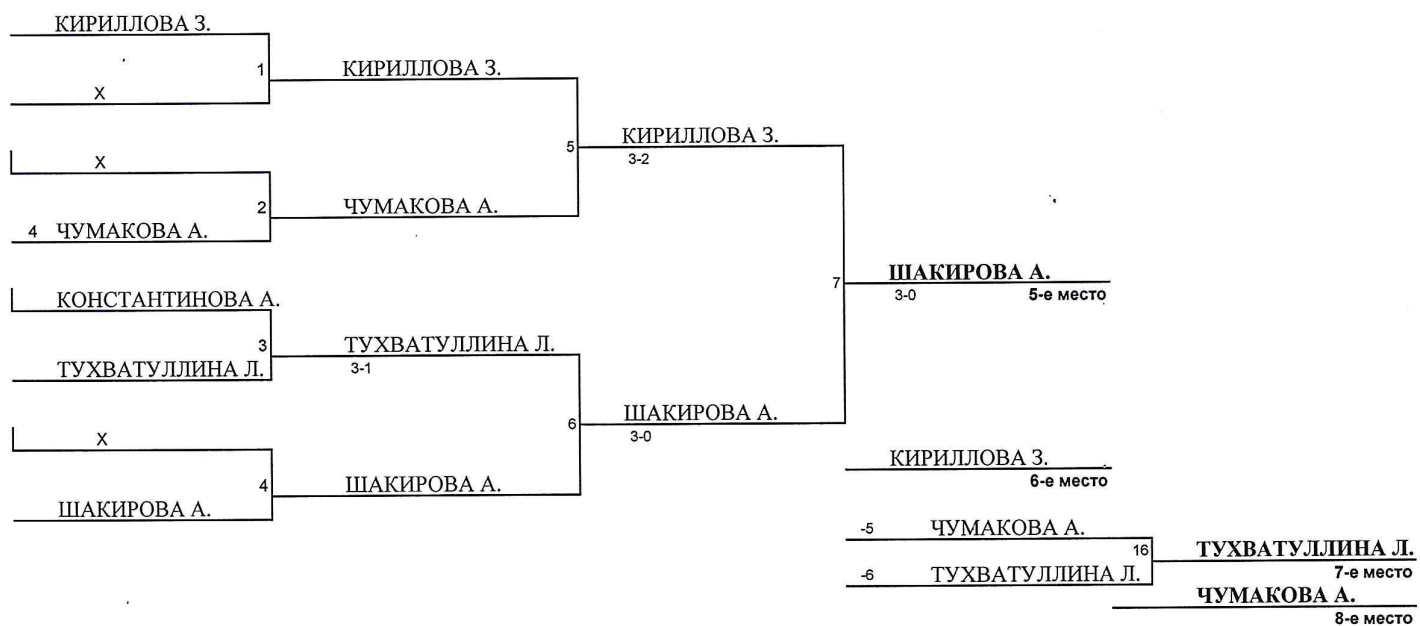 КИРИЛЛОВА З.
1
КИРИЛЛОВА З.
X
5
КИРИЛЛОВА З.
3-2
X
2
ЧУМАКОВА А.
4 ЧУМАКОВА А.
7
ШАКИРОВА А.
3-0 5-е место
КОНСТАНТИНОВА А.
3
ТУХВАТУЛЛИНА Л.
3-1
ТУХВАТУЛЛИНА Л.
6
ШАКИРОВА А.
3-0
X
4
ШАКИРОВА А.
ШАКИРОВА А.
КИРИЛЛОВА З.
6-е место
-5 ЧУМАКОВА А.
16
ТУХВАТУЛЛИНА Л.
7-е место
-6 ТУХВАТУЛЛИНА Л.
ЧУМАКОВА А.
8-е место